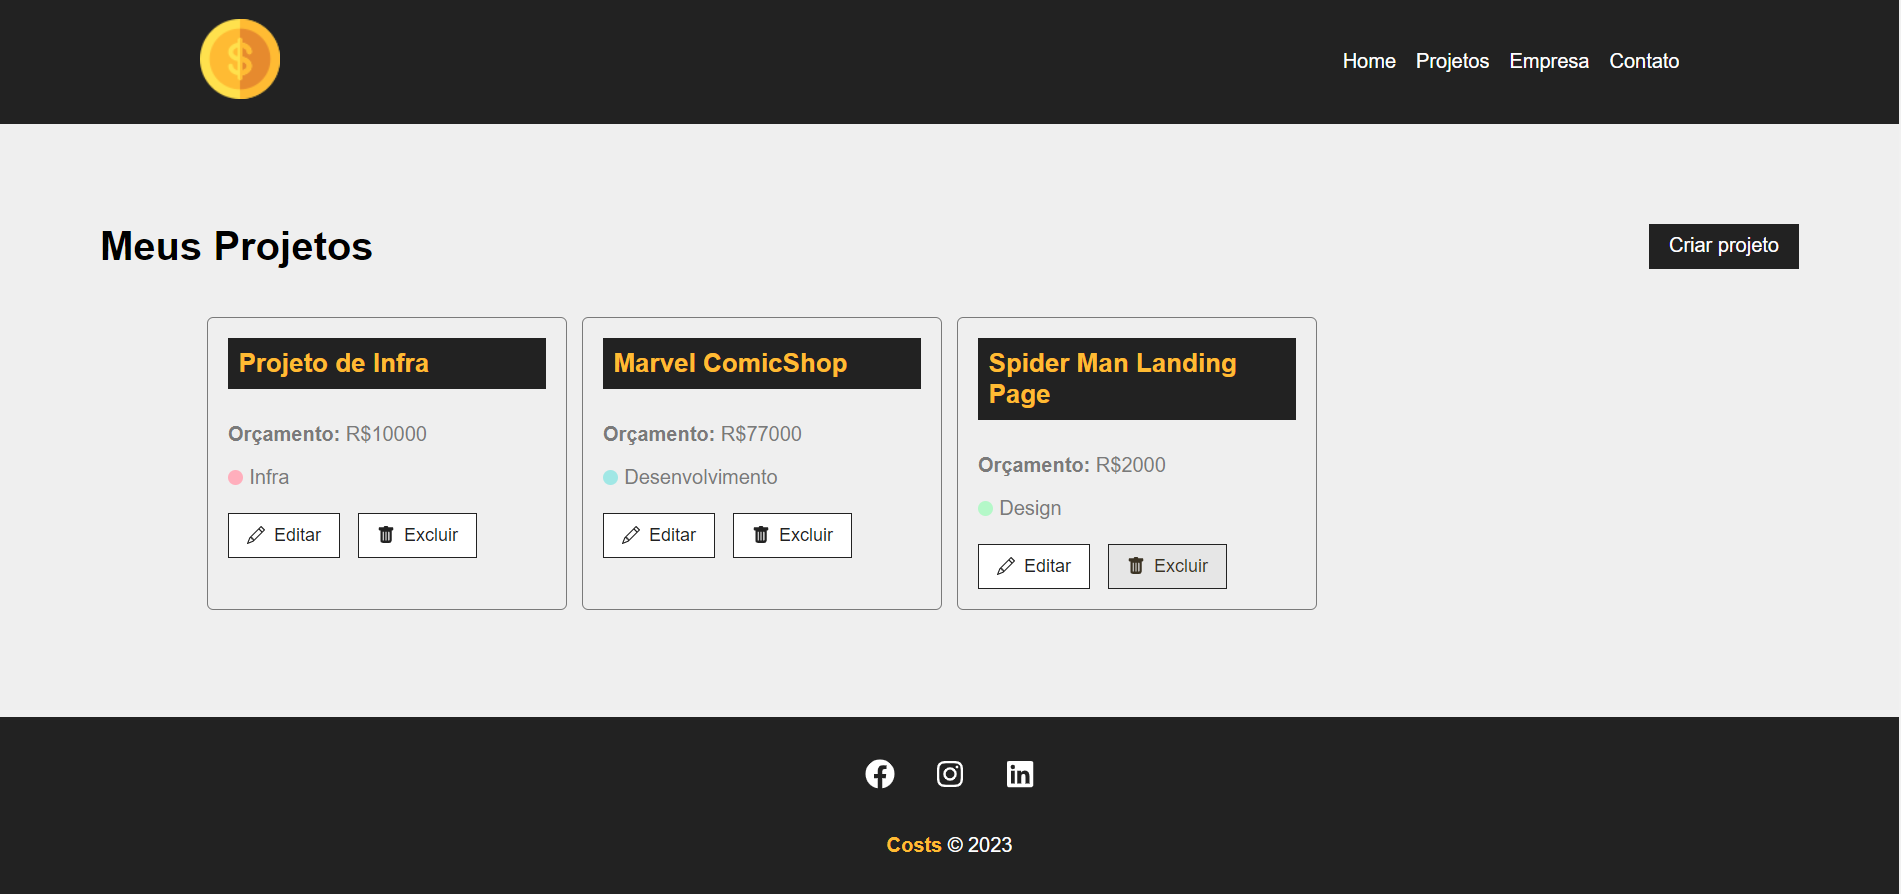 $
Home Projetos Empresa Contato
Meus Projetos
Criar projeto
Projeto de Infra
Orçamento: R$10000
Infra
Editar Excluir
Marvel ComicShop
Orçamento: R$77000
Desenvolvimento
Editar Excluir
Spider Man Landing
Page
Orçamento: R$2000
Design
Editar Excluir
Costs © 2023